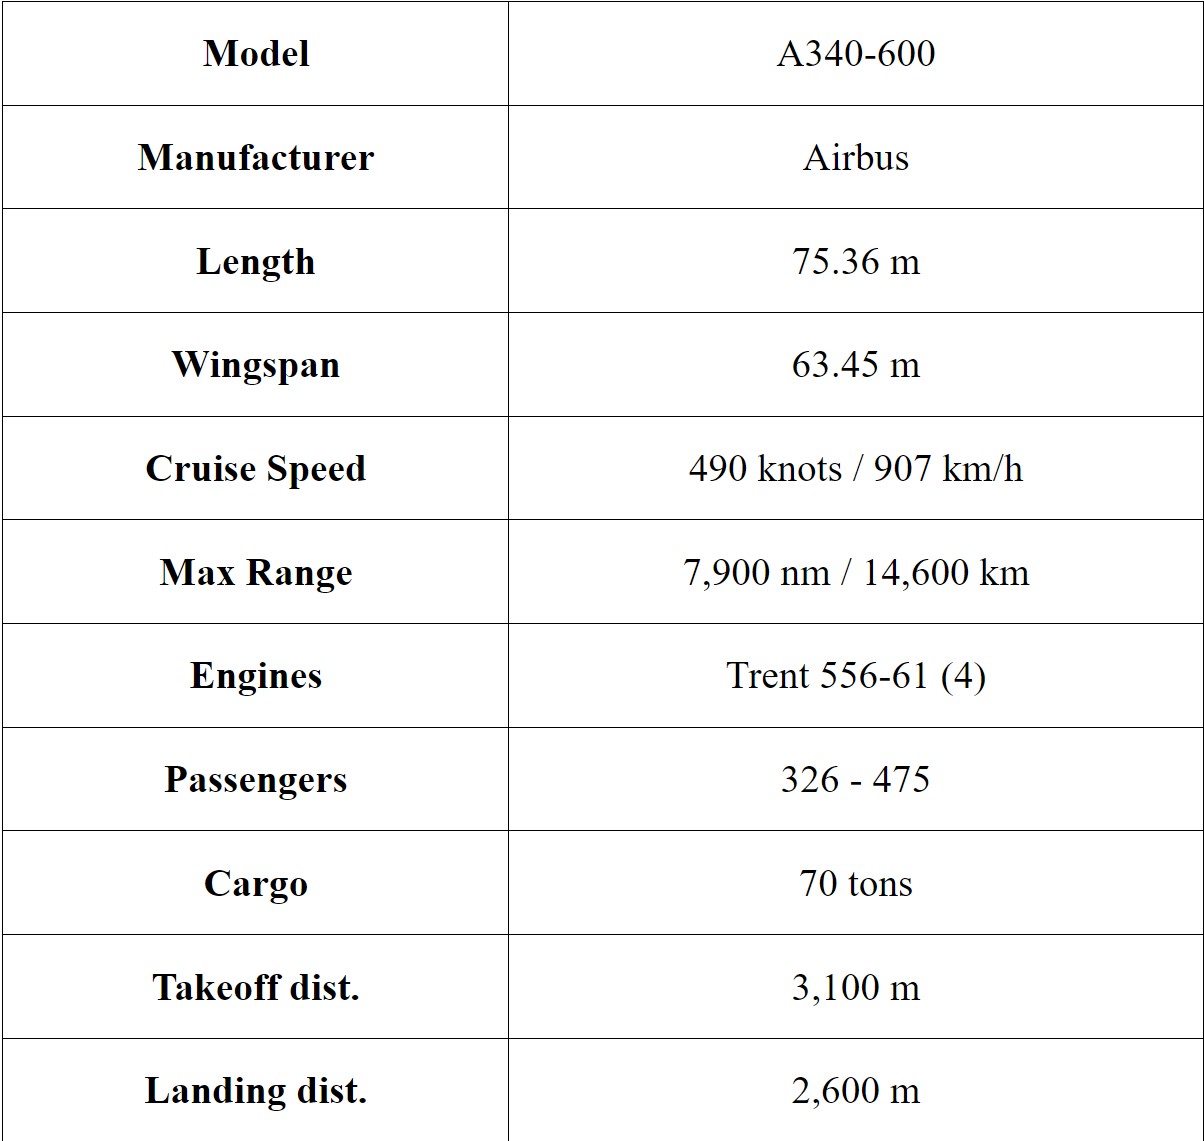 Model A340-600
Manufacturer Airbus
Length 75.36 m
Wingspan 63.45 m
Cruise Speed 490 knots / 907 km/h
Max Range 7,900 nm / 14,600 km
Engines Trent 556-61 (4)
Passengers 326 - 475
Cargo 70 tons
Takeoff dist. 3,100 m
Landing dist. 2,600 m